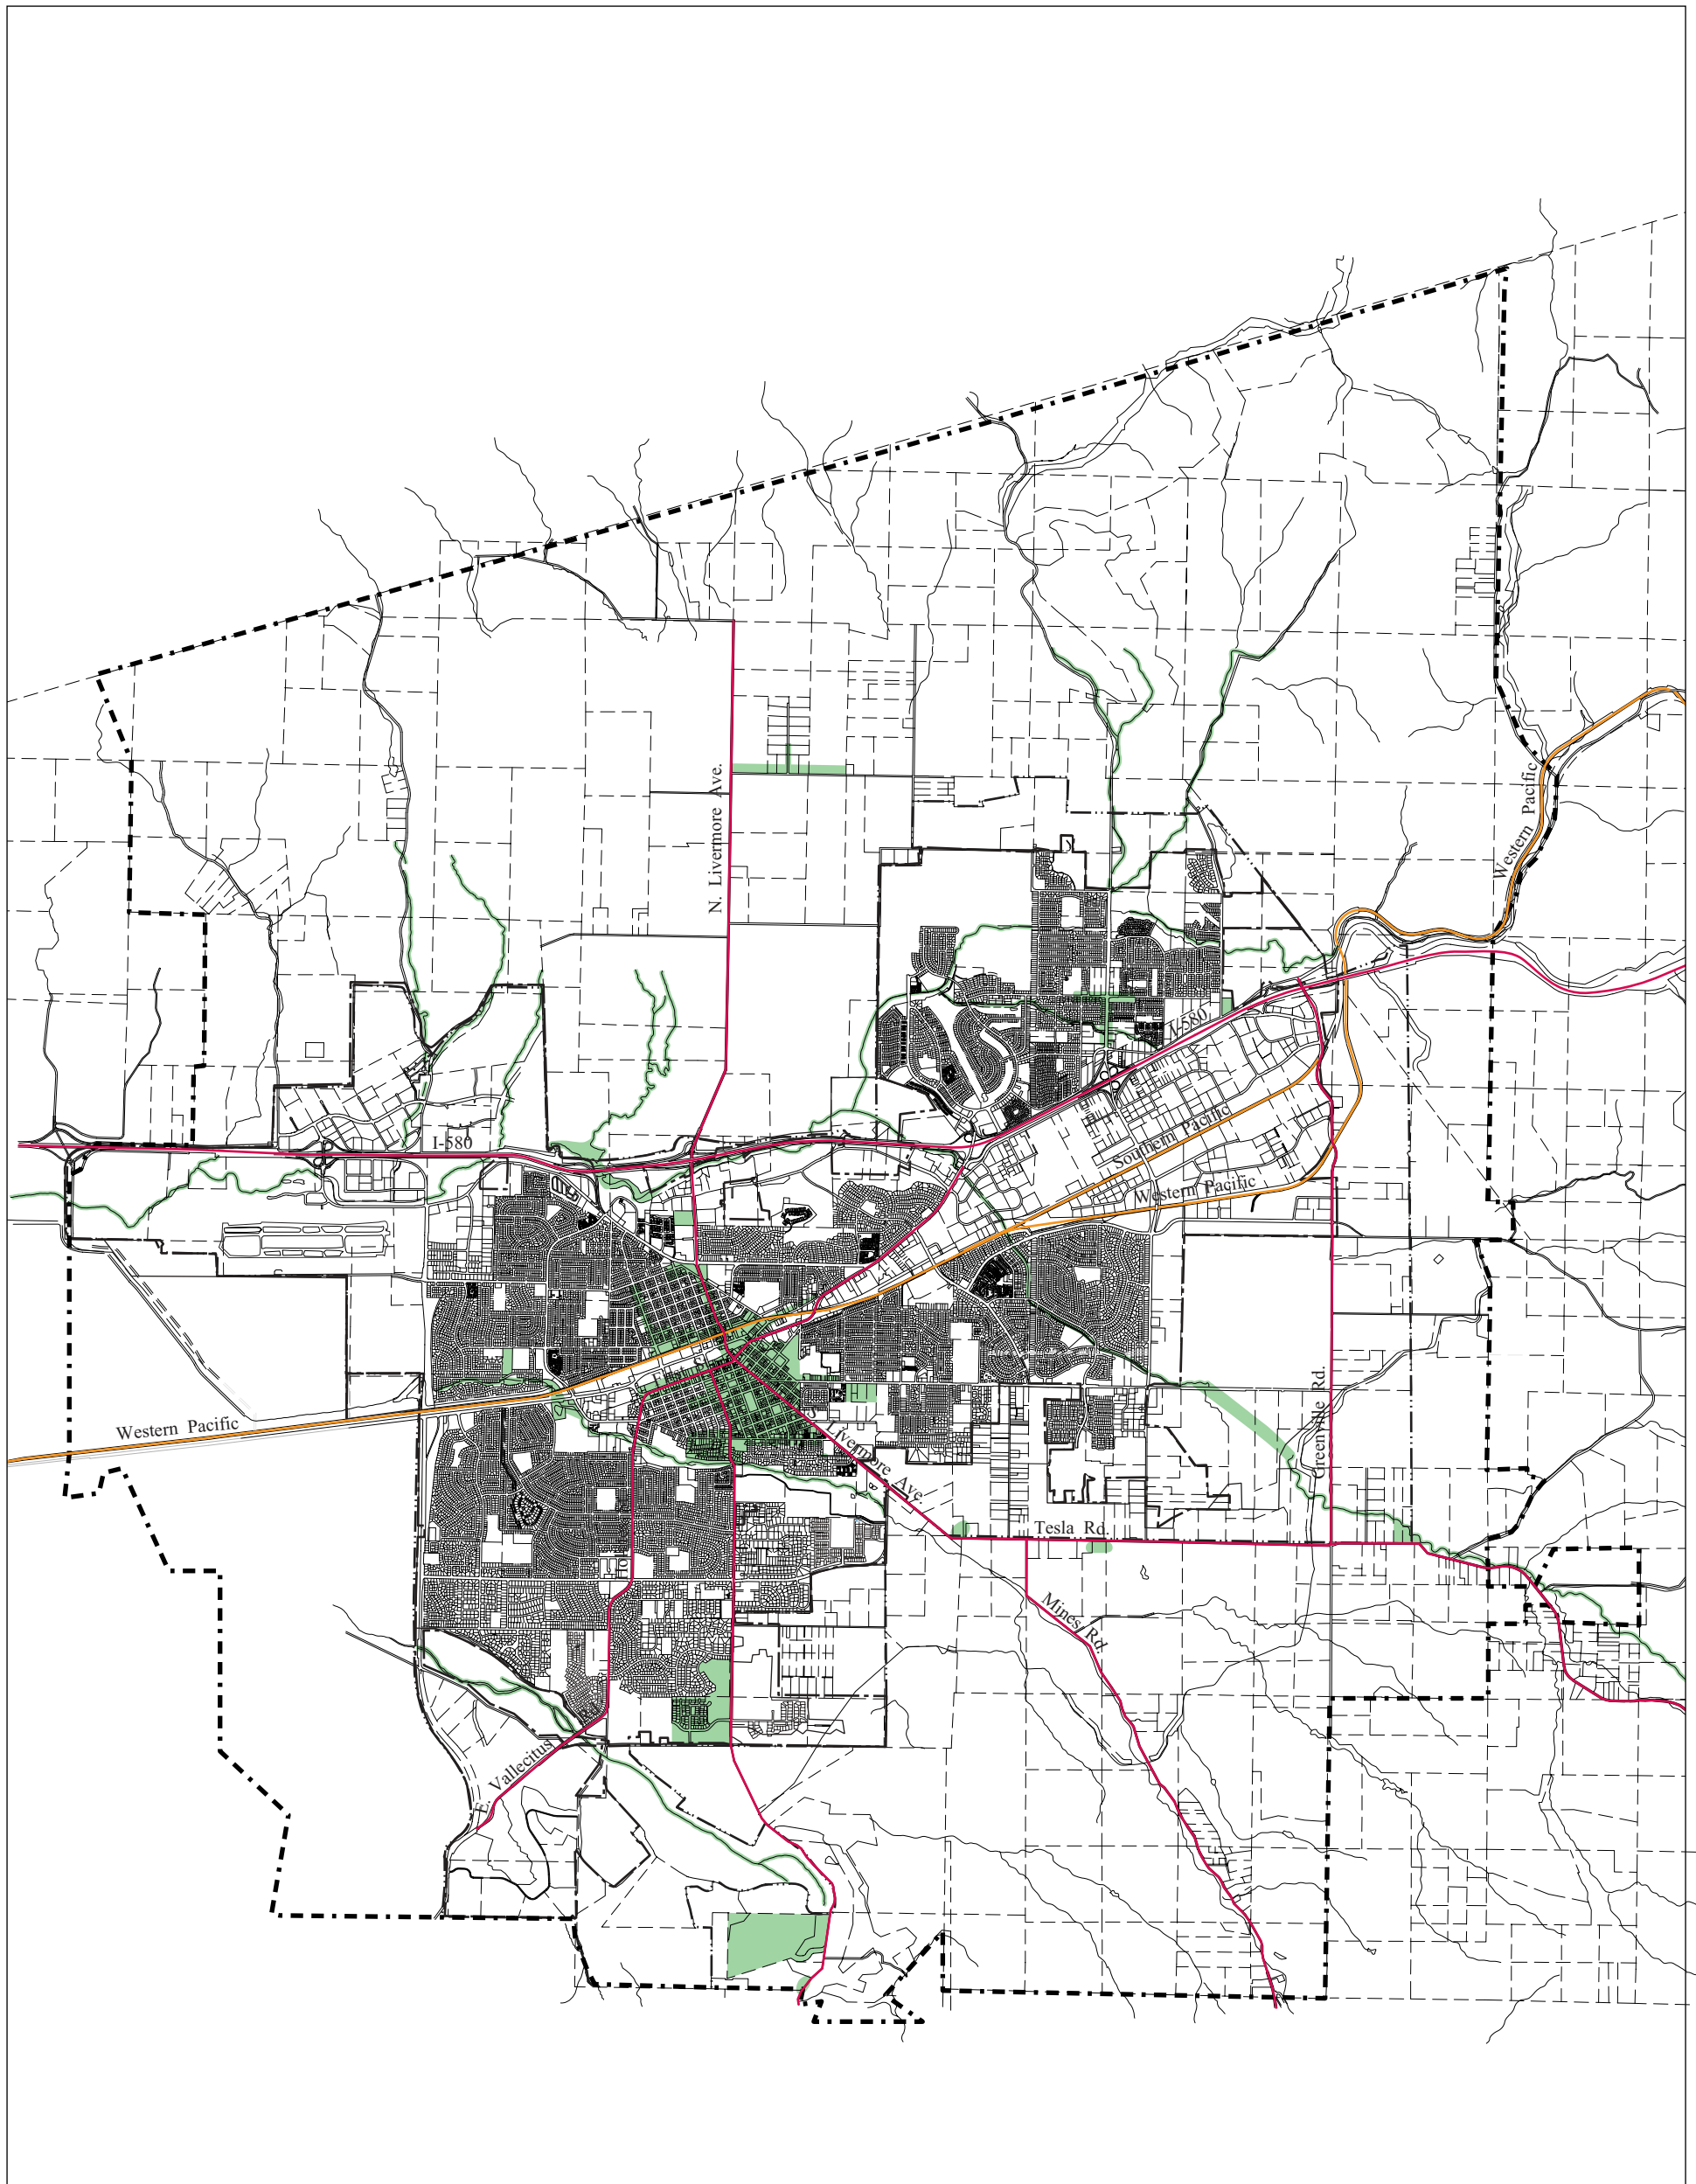 Western Pacific
N. Livermore Ave.
I-580
I-580
Southern Pacific
Western Pacific
Greenville Rd.
Western Pacific
S. Livermore Ave.
Tesla Rd.
Mines Rd.
E. Vallecitus